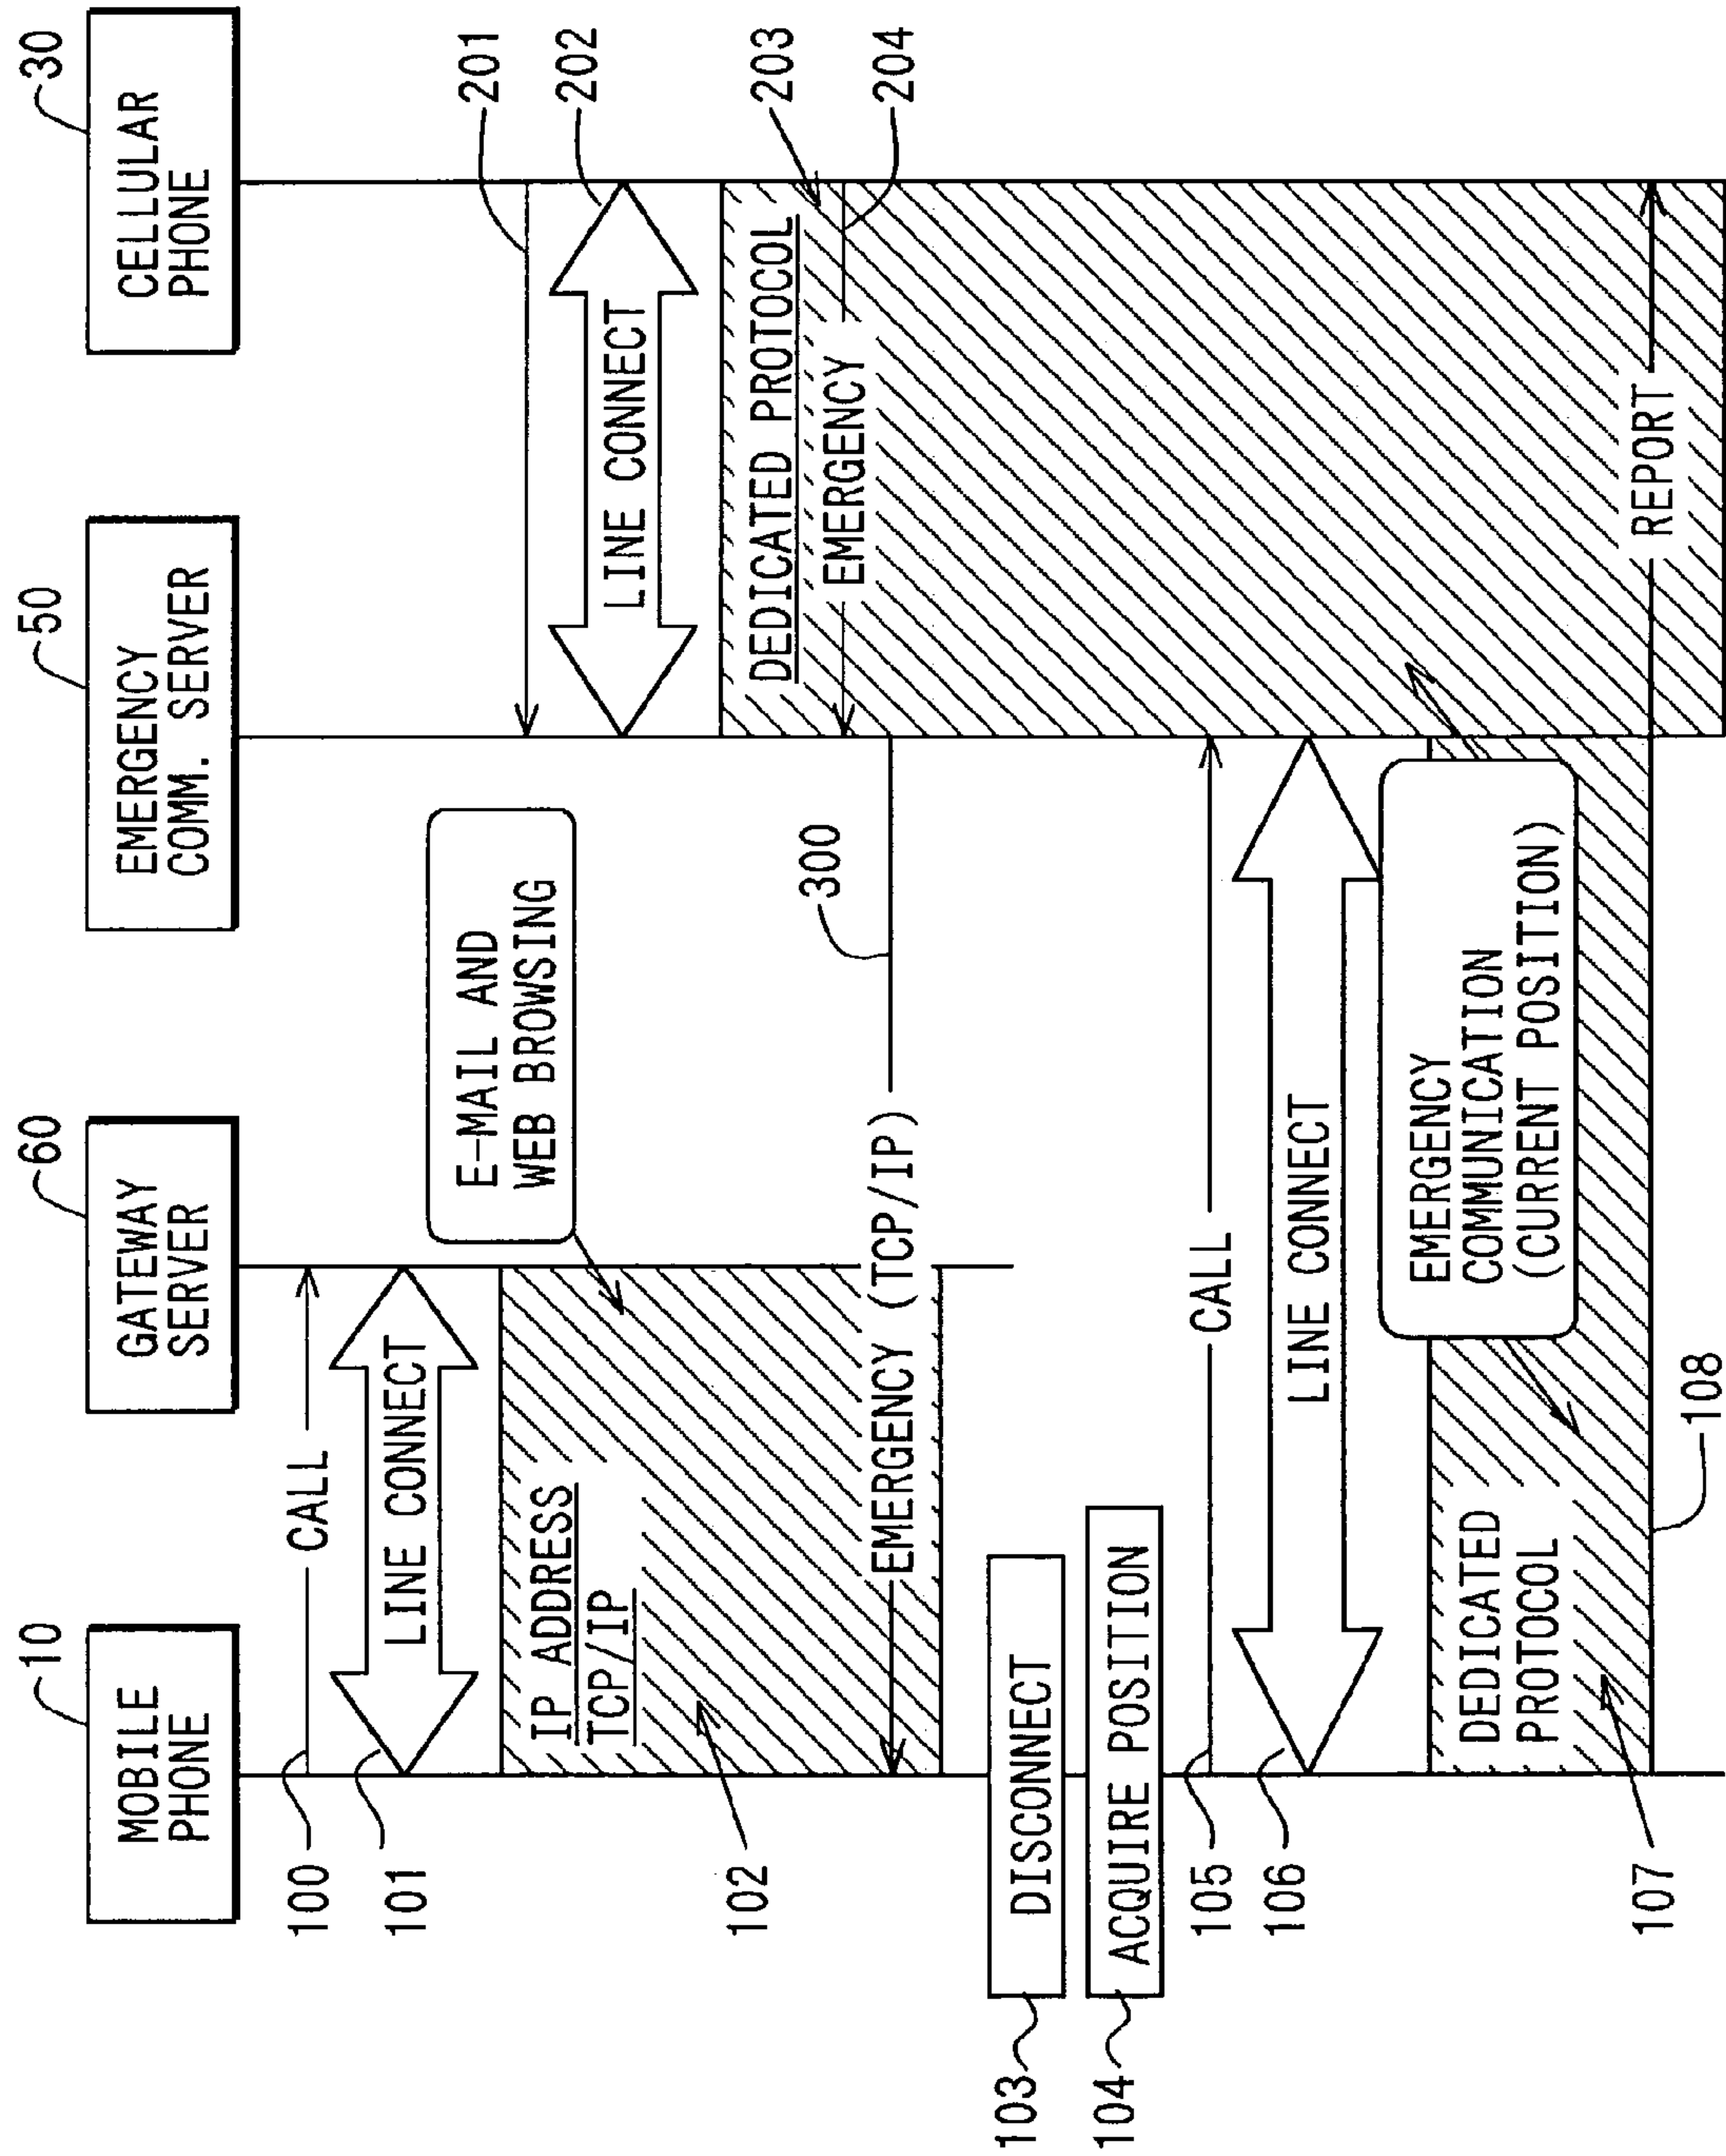 10
MOBILE
PHONE
60
GATEWAY
SERVER
50
EMERGENCY
COMM. SERVER
30
CELLULAR
PHONE
100
CALL
101
LINE CONNECT
E-MAIL AND
WEB BROWSING
201
202
LINE CONNECT
IP ADDRESS
TCP/IP
102
DEDICATED PROTOCOL
203
EMERGENCY
204
300
EMERGENCY (TCP/IP)
103
DISCONNECT
104
ACQUIRE POSITION
105
CALL
106
LINE CONNECT
EMERGENCY
COMMUNICATION
(CURRENT POSITION)
DEDICATED
PROTOCOL
107
108
REPORT